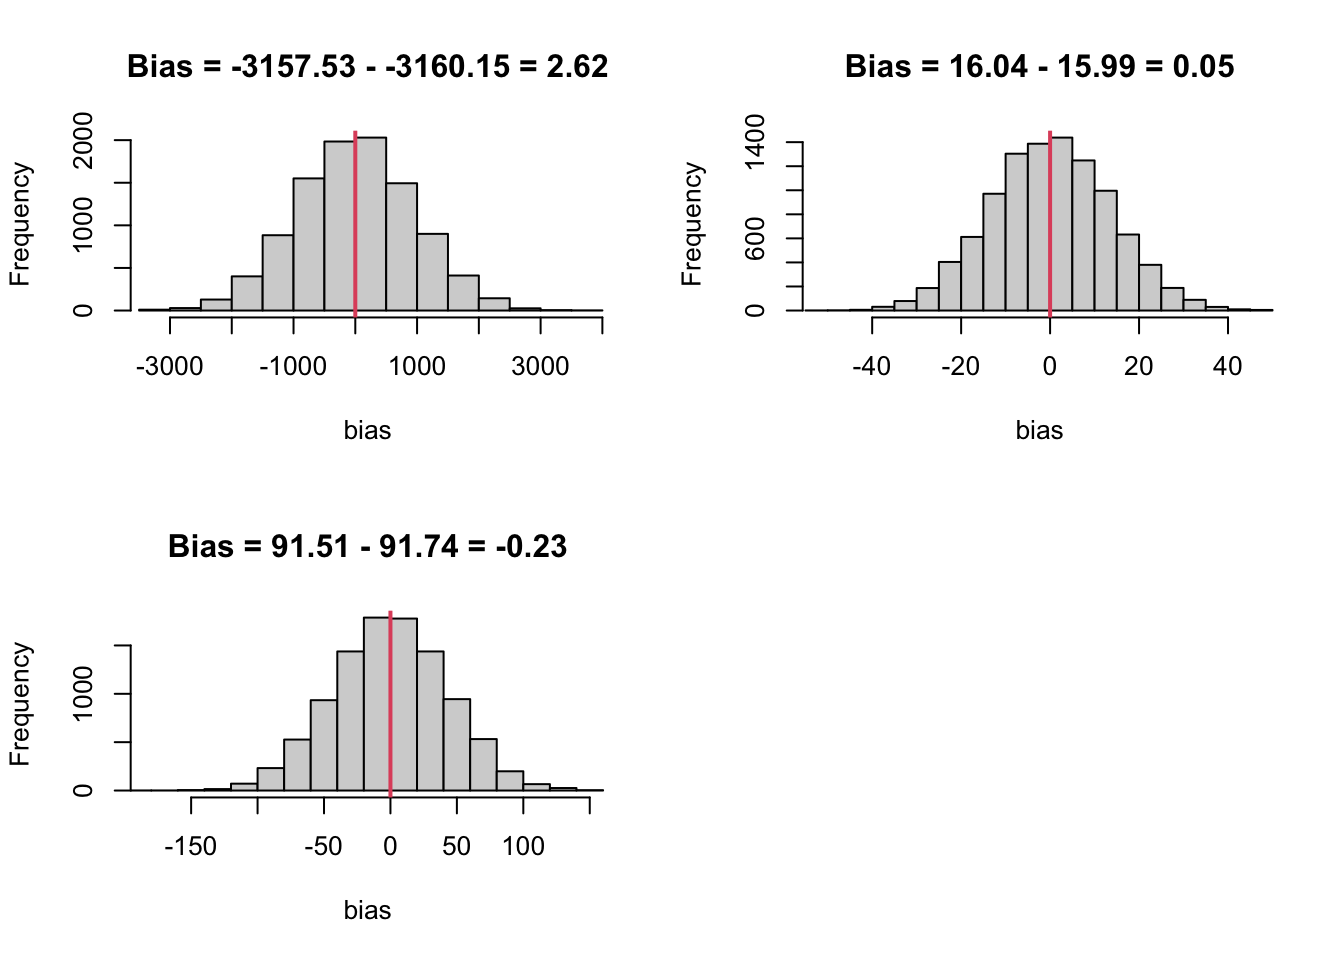 Bias = -3157.53 - -3160.15 = 2.62
Frequency
2000
1000
0
-3000 -1000 1000 3000
bias
Bias = 16.04 - 15.99 = 0.05
Frequency
1400
600
0
-40 -20 0 20 40
bias
Bias = 91.51 - 91.74 = -0.23
Frequency
1000
0
-150 -50 0 50 100
bias